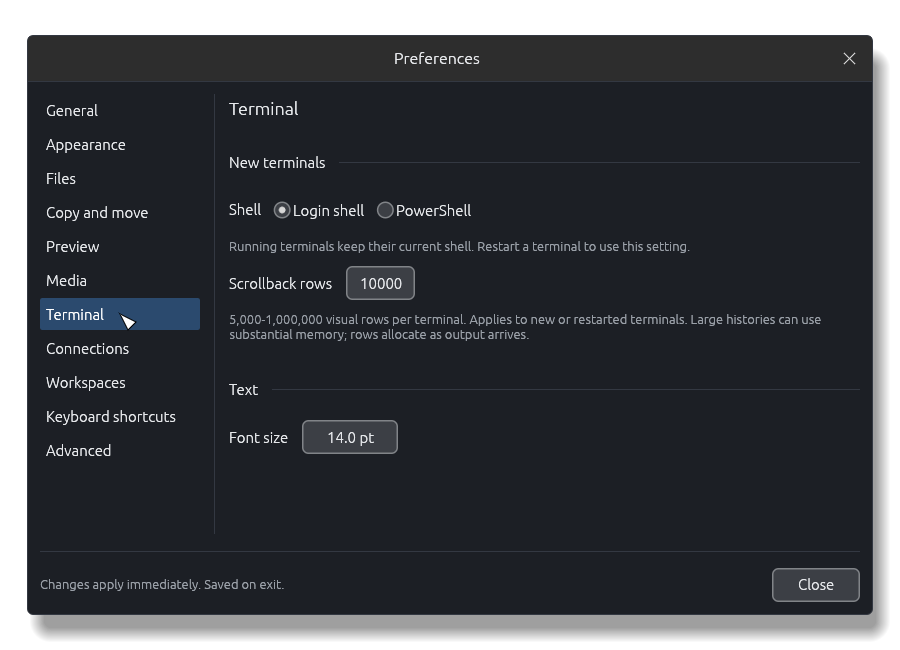 Preferences
General
Appearance
Files
Copy and move
Preview
Media
Terminal
Connections
Workspaces
Keyboard shortcuts
Advanced
Terminal
New terminals
Shell Login shell PowerShell
Running terminals keep their current shell. Restart a terminal to use this setting.
Scrollback rows 10000
5,000-1,000,000 visual rows per terminal. Applies to new or restarted terminals. Large histories can use
substantial memory; rows allocate as output arrives.
Text
Font size 14.0 pt
Changes apply immediately. Saved on exit.
Close